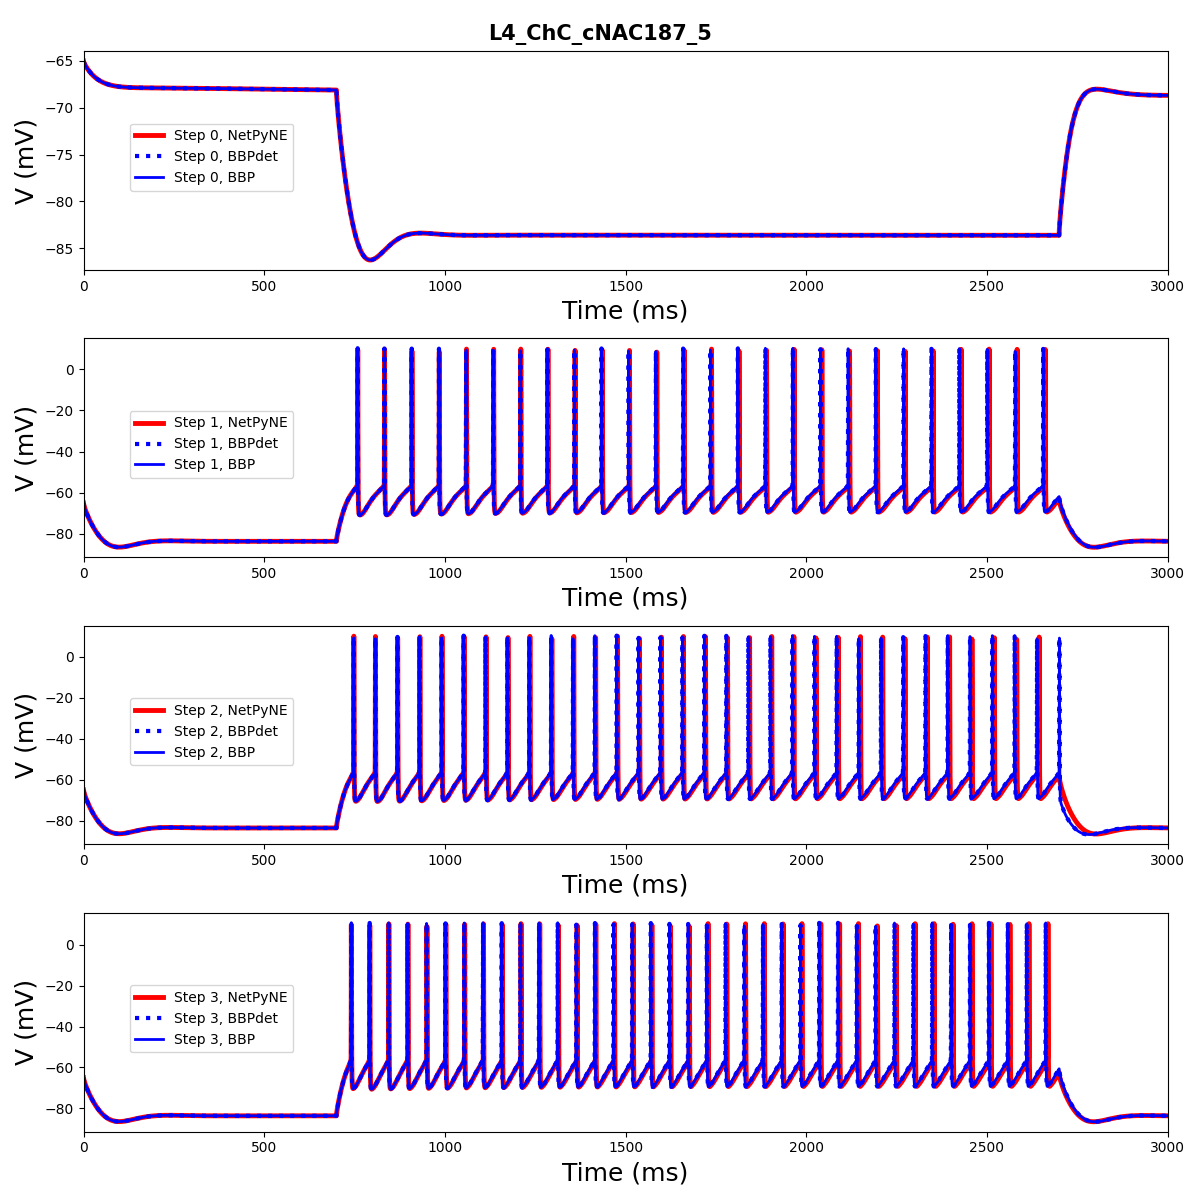 L4_ChC_cNAC187_5
−65
−70
−75
−80
−85
V (mV)
Step 0, NetPyNE
Step 0, BBPdet
Step 0, BBP
0 500 1000 1500 2000 2500 3000
Time (ms)
0
−20
−40
−60
−80
V (mV)
Step 1, NetPyNE
Step 1, BBPdet
Step 1, BBP
0 500 1000 1500 2000 2500 3000
Time (ms)
0
−20
−40
−60
−80
V (mV)
Step 2, NetPyNE
Step 2, BBPdet
Step 2, BBP
0 500 1000 1500 2000 2500 3000
Time (ms)
0
−20
−40
−60
−80
V (mV)
Step 3, NetPyNE
Step 3, BBPdet
Step 3, BBP
0 500 1000 1500 2000 2500 3000
Time (ms)